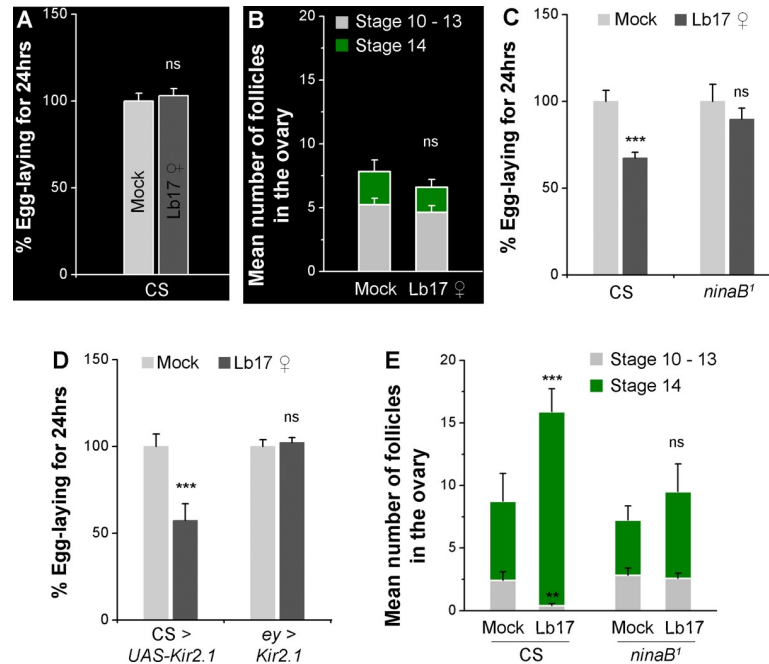 A
% Egg-laying for 24hrs
150
100
50
0
ns
Mock
Lb17 ♀
CS
B
Mean number of follicles
in the ovary
20
15
10
5
0
Stage 10 - 13
Stage 14
ns
Mock Lb17 ♀
C
% Egg-laying for 24hrs
150
100
50
0
Mock Lb17 ♀
***
ns
CS ninaB¹
D
% Egg-laying for 24hrs
150
100
50
0
Mock Lb17 ♀
***
ns
CS > ey >
UAS-Kir2.1 Kir2.1
E
Mean number of follicles
in the ovary
20
15
10
5
0
Stage 10 - 13
Stage 14
***
**
ns
Mock Lb17 Mock Lb17
CS ninaB¹